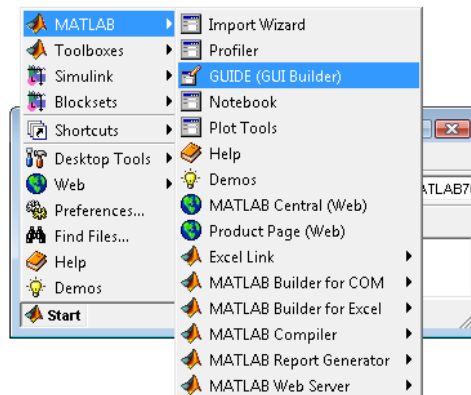 MATLAB
Toolboxes
Simulink
Blocksets
Shortcuts
Desktop Tools
Web
Preferences...
Find Files...
Help
Demos
Start
Import Wizard
Profiler
GUIDE (GUI Builder)
Notebook
Plot Tools
Help
Demos
MATLAB Central (Web)
Product Page (Web)
Excel Link
MATLAB Builder for COM
MATLAB Builder for Excel
MATLAB Compiler
MATLAB Report Generator
MATLAB Web Server
ATLAB7